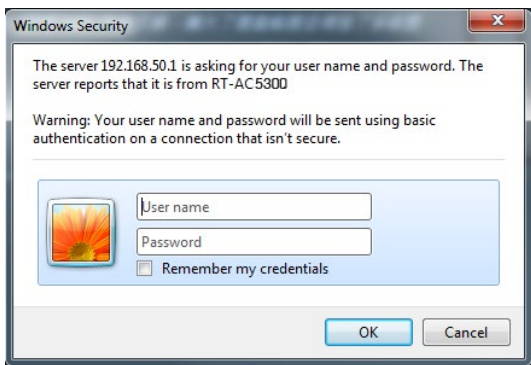 Windows Security
The server 192.168.50.1 is asking for your user name and password. The
server reports that it is from RT-AC5300
Warning: Your user name and password will be sent using basic
authentication on a connection that isn't secure.
User name
Password
Remember my credentials
OK Cancel